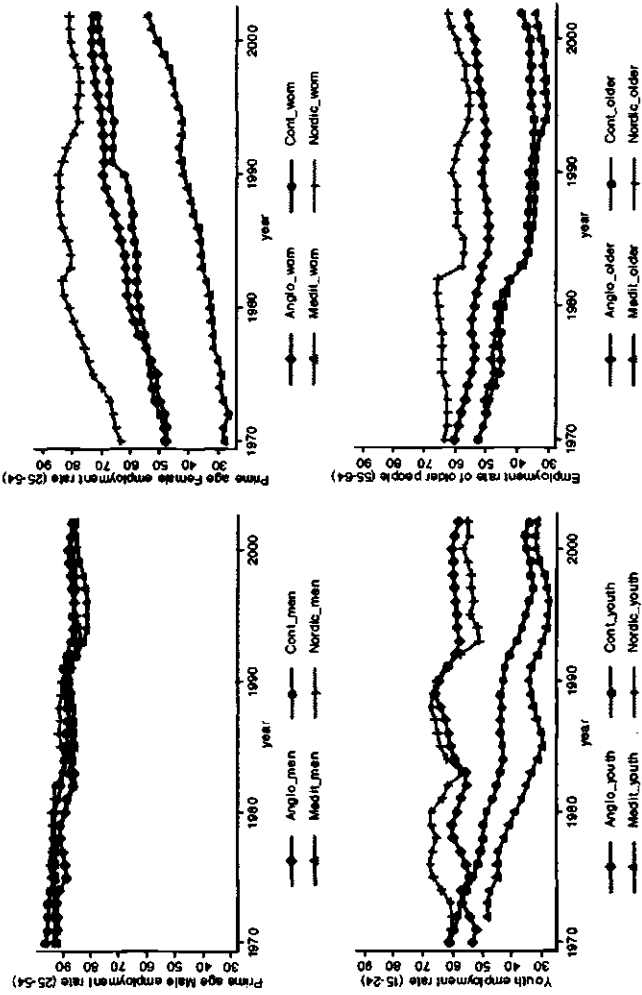 Prime age Male employment rate (25-54)
90
80
70
60
50
40
30
1970 1980 1990 2000
year
Anglo_men Cont_men
Medit_men Nordic_men
Prime age Female employment rate (25-54)
90
80
70
60
50
40
30
1970 1980 1990 2000
year
Anglo_wom Cont_wom
Medit_wom Nordic_wom
Youth employment rate (15-24)
90
80
70
60
50
40
30
1970 1980 1990 2000
year
Anglo_youth Cont_youth
Medit_youth Nordic_youth
Employment rate of older people (55-64)
90
80
70
60
50
40
30
1970 1980 1990 2000
year
Anglo_older Cont_older
Medit_older Nordic_older